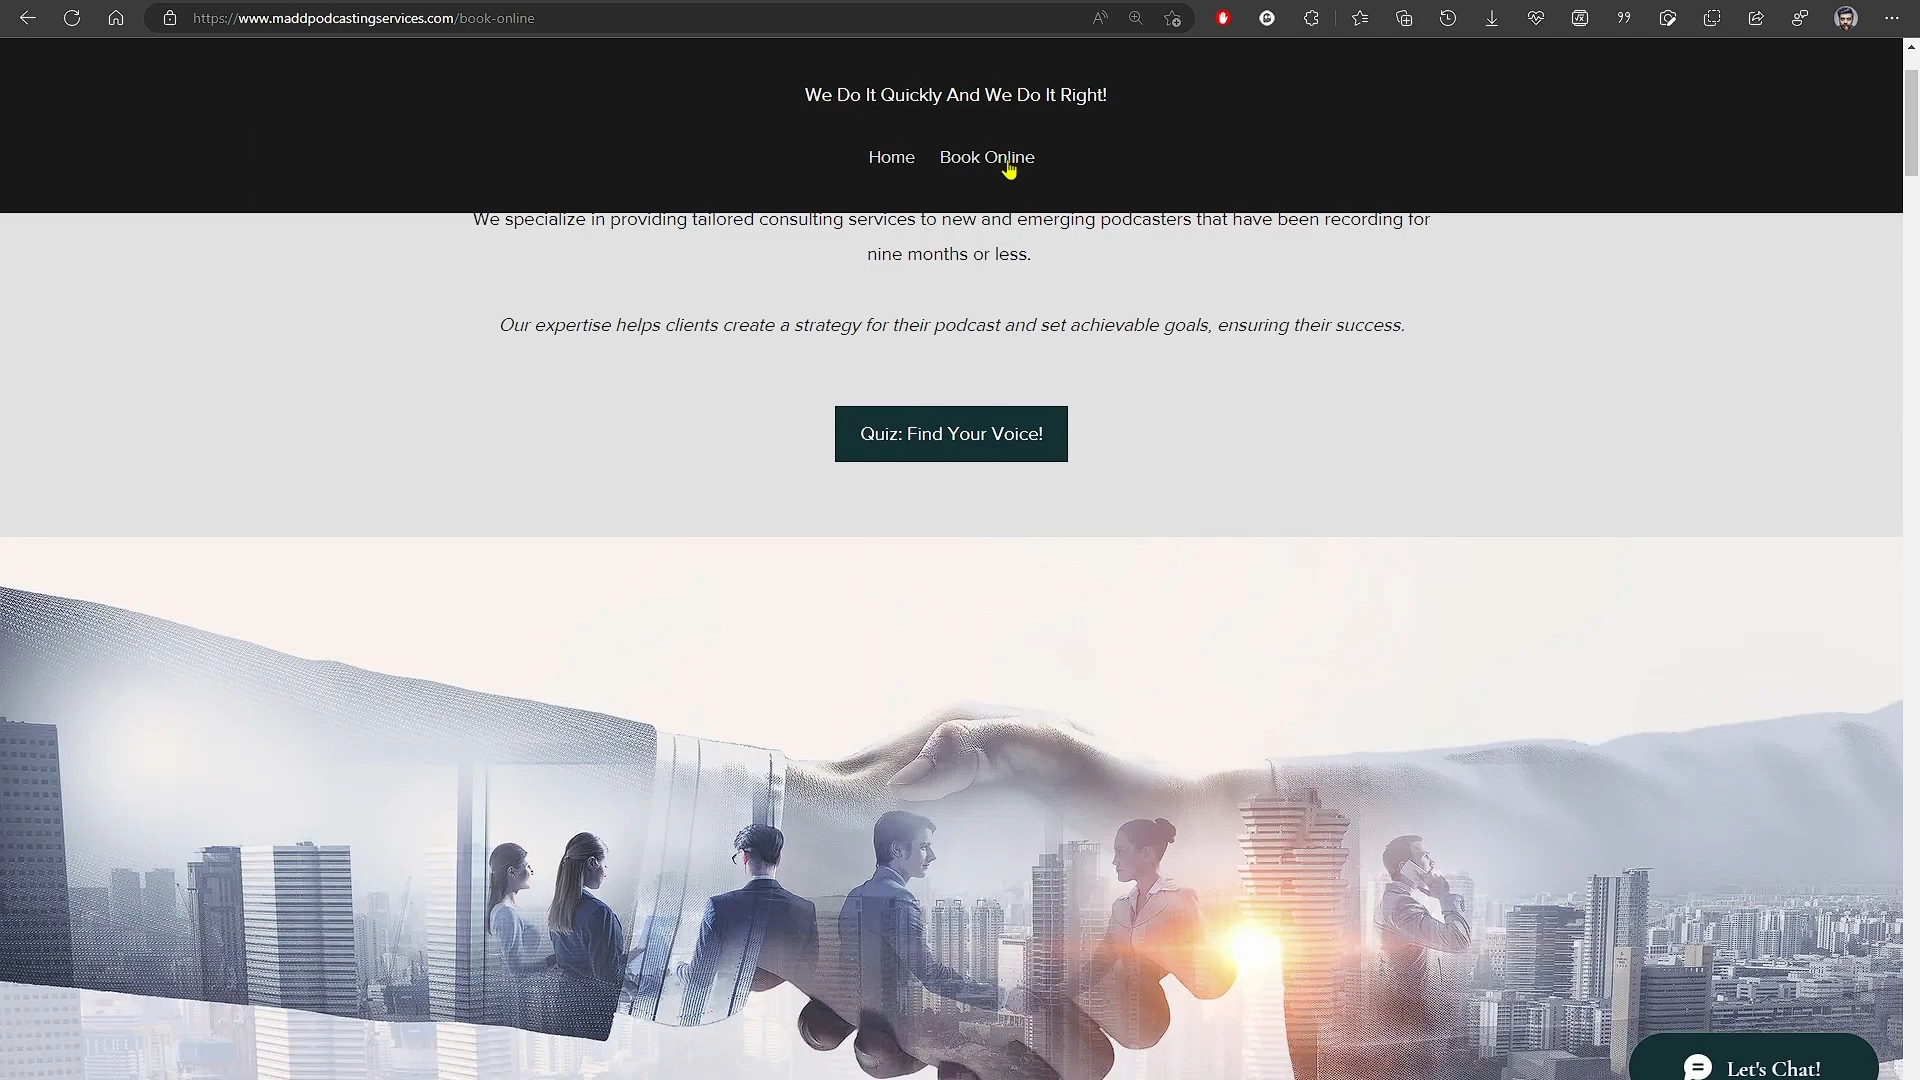 https://www.maddpodcastingservices.com/book-online
We Do It Quickly And We Do It Right!
Home Book Online
We specialize in providing tailored consulting services to new and emerging podcasters that have been recording for
nine months or less.
Our expertise helps clients create a strategy for their podcast and set achievable goals, ensuring their success.
Quiz: Find Your Voice!
Let's Chat!